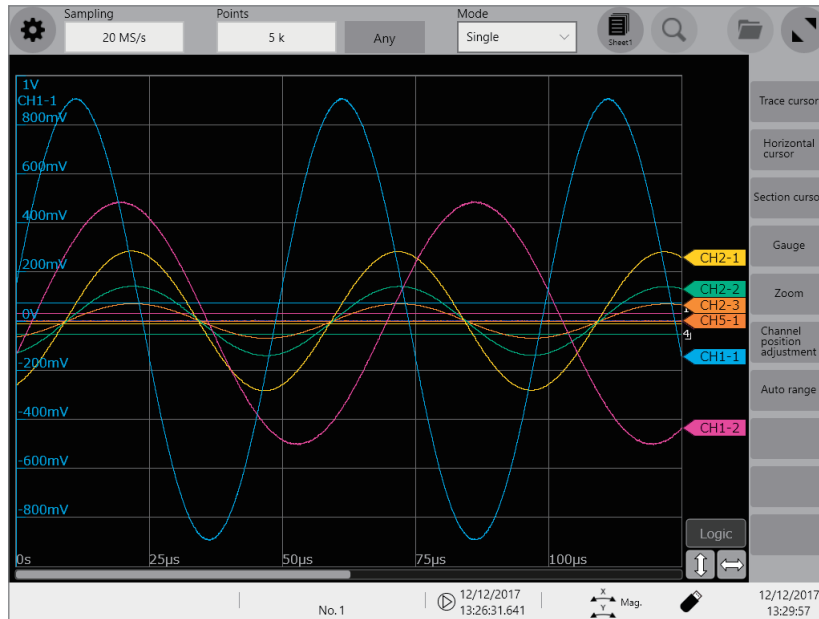 Sampling
Points
Mode
20 MS/s
5 k
Any
Single
Sheet1
1V
CH1-1
800mV
600mV
400mV
200mV
0V
-200mV
-400mV
-600mV
-800mV
0s
25µs
50µs
75µs
100µs
CH2-1
CH2-2
CH2-3
CH5-1
CH1-1
CH1-2
1
4
Logic
Trace cursor
Horizontal
cursor
Section curso
Gauge
Zoom
Channel
position
adjustment
Auto range
No. 1
12/12/2017
13:26:31.641
X
Y
Mag.
12/12/2017
13:29:57